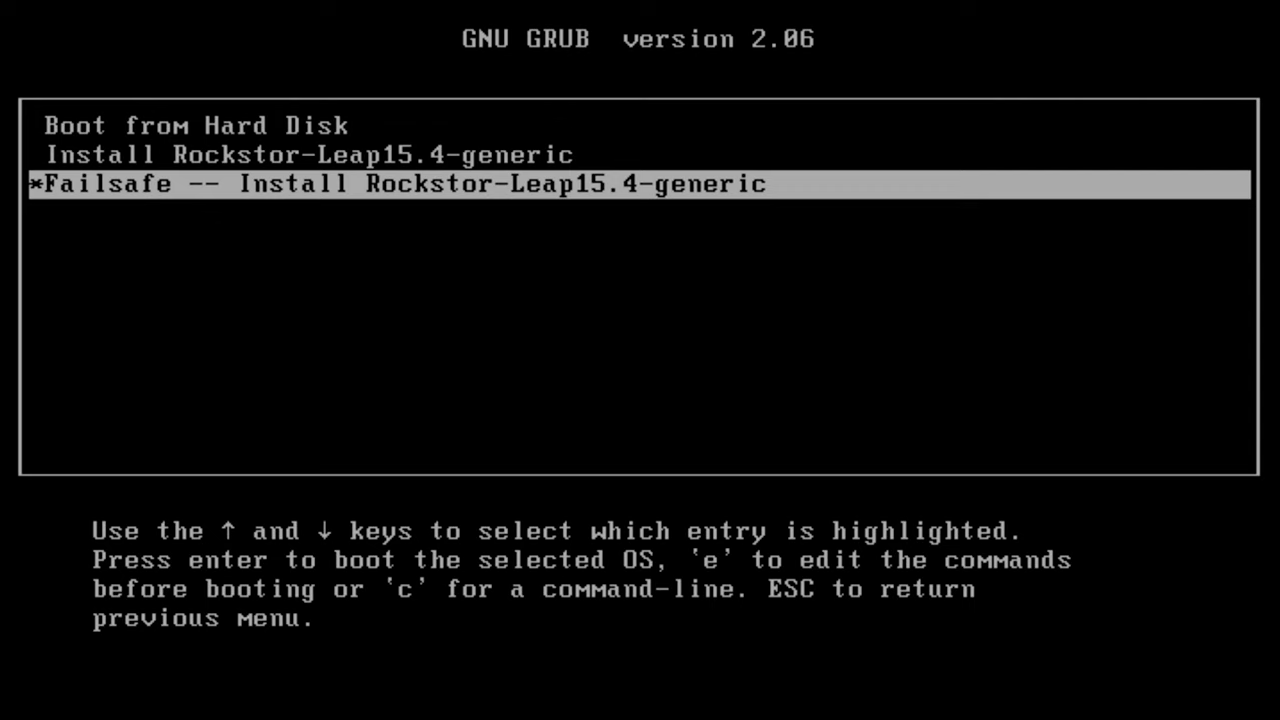 GNU GRUB  version 2.06
Boot from Hard Disk
Install Rockstor-Leap15.4-generic
*Failsafe -- Install Rockstor-Leap15.4-generic
Use the ↑ and ↓ keys to select which entry is highlighted.
Press enter to boot the selected OS, `e' to edit the commands
before booting or `c' for a command-line. ESC to return
previous menu.